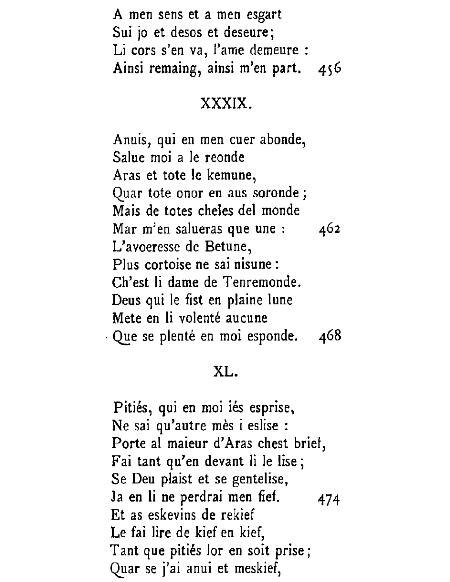 A men sens et a men esgart
Sui jo et desos et deseure;
Li cors s'en va, l'ame demeure :
Ainsi remaing, ainsi m'en part. 456
XXXIX.
Anuis, qui en men cuer abonde,
Salue moi a le reonde
Aras et tote le kemune,
Quar tote onor en aus soronde ;
Mais de totes cheles del monde
Mar m'en salueras que une : 462
L'avoeresse de Betune,
Plus cortoise ne sai nisune :
Ch'est li dame de Tenremonde.
Deus qui le fist en plaine lune
Mete en li volenté aucune
Que se plenté en moi esponde. 468
XL.
Pitiés, qui en moi iés esprise,
Ne sai qu'autre mès i eslise :
Porte al maieur d'Aras chest brief,
Fai tant qu'en devant li le lise ;
Se Deu plaist et se gentelise,
Ja en li ne perdrai men fief. 474
Et as eskevins de rekief
Le fai lire de kief en kief,
Tant que pitiés lor en soit prise ;
Quar se j'ai anui et meskief,